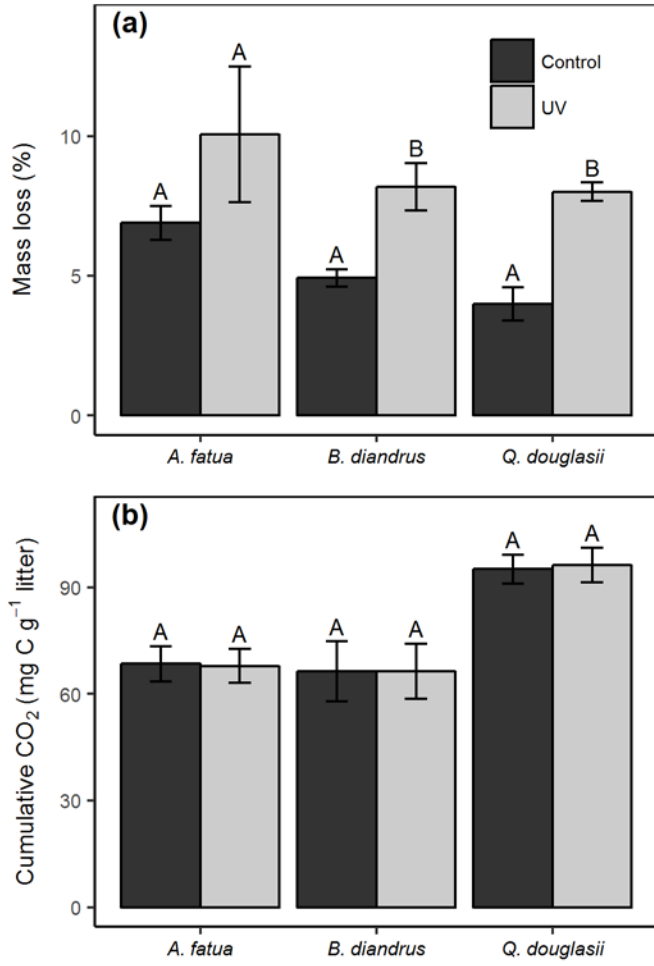 (a)
Control
UV
Mass loss (%)
10
5
0
A
A
A
B
A
B
A. fatua
B. diandrus
Q. douglasii
(b)
Cumulative CO₂ (mg C g⁻¹ litter)
90
60
30
0
A
A
A
A
A
A
A. fatua
B. diandrus
Q. douglasii